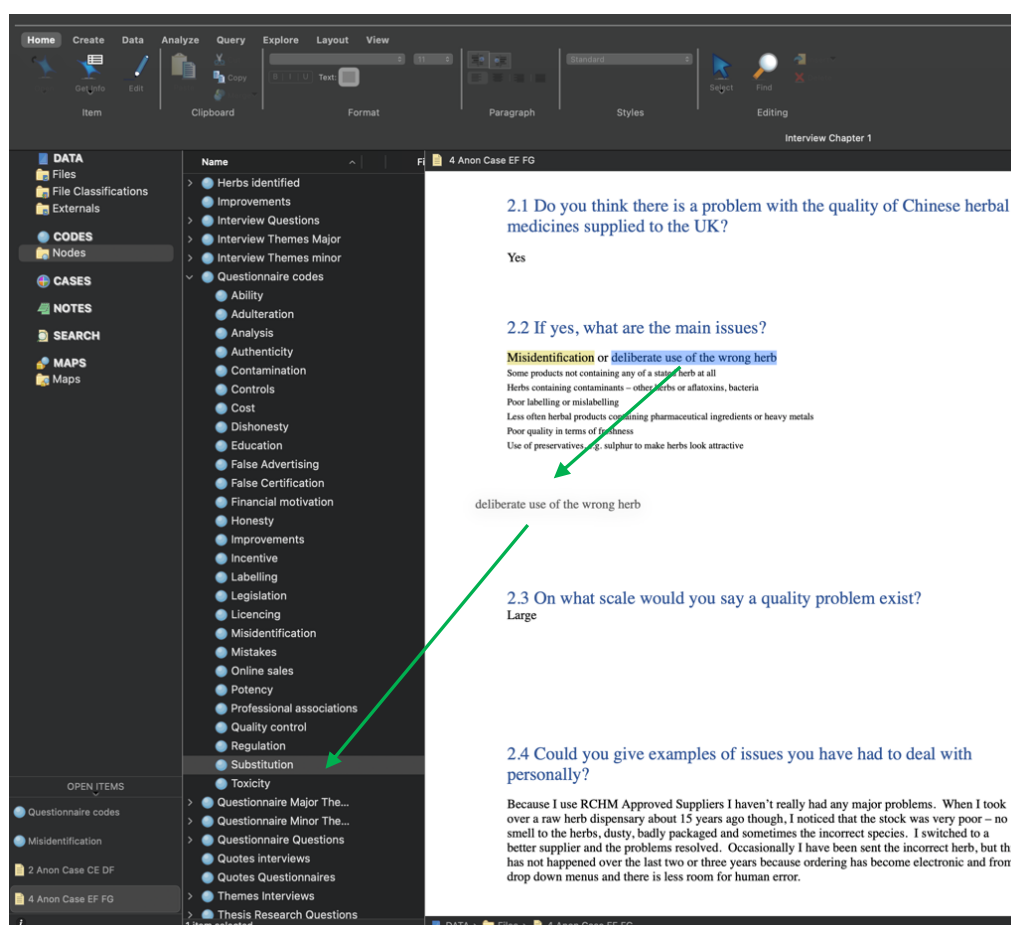 Home Create Data Analyze Query Explore Layout View
11 Standard
Copy
B I U Text:
Get Info Edit Select Find
Item Clipboard Format Paragraph Styles Editing
Interview Chapter 1
DATA
Files
File Classifications
Externals
CODES
Nodes
CASES
NOTES
SEARCH
MAPS
Maps
OPEN ITEMS
Questionnaire codes
Misidentification
2 Anon Case CE DF
4 Anon Case EF FG
Name Fi
Herbs identified
Improvements
Interview Questions
Interview Themes Major
Interview Themes minor
Questionnaire codes
Ability
Adulteration
Analysis
Authenticity
Contamination
Controls
Cost
Dishonesty
Education
False Advertising
False Certification
Financial motivation
Honesty
Improvements
Incentive
Labelling
Legislation
Licencing
Misidentification
Mistakes
Online sales
Potency
Professional associations
Quality control
Regulation
Substitution
Toxicity
Questionnaire Major The...
Questionnaire Minor The...
Questionnaire Questions
Quotes interviews
Quotes Questionnaires
Themes Interviews
Thesis Research Questions
1 item selected
4 Anon Case EF FG
2.1 Do you think there is a problem with the quality of Chinese herbal
medicines supplied to the UK?
Yes
2.2 If yes, what are the main issues?
Misidentification or deliberate use of the wrong herb
Some products not containing any of a stated herb at all
Herbs containing contaminants – other herbs or aflatoxins, bacteria
Poor labelling or mislabelling
Less often herbal products containing pharmaceutical ingredients or heavy metals
Poor quality in terms of freshness
Use of preservatives, e.g. sulphur to make herbs look attractive
deliberate use of the wrong herb
2.3 On what scale would you say a quality problem exist?
Large
2.4 Could you give examples of issues you have had to deal with
personally?
Because I use RCHM Approved Suppliers I haven't really had any major problems. When I took
over a raw herb dispensary about 15 years ago though, I noticed that the stock was very poor – no
smell to the herbs, dusty, badly packaged and sometimes the incorrect species. I switched to a
better supplier and the problems resolved. Occasionally I have been sent the incorrect herb, but th
has not happened over the last two or three years because ordering has become electronic and from
drop down menus and there is less room for human error.
DATA > Files > 4 Anon Case EF FG